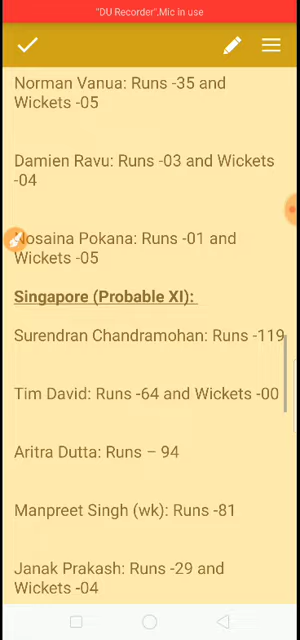 "DU Recorder".Mic in use
Norman Vanua: Runs -35 and
Wickets -05
Damien Ravu: Runs -03 and Wickets
-04
Nosaina Pokana: Runs -01 and
Wickets -05
Singapore (Probable XI):
Surendran Chandramohan: Runs -119
Tim David: Runs -64 and Wickets -00
Aritra Dutta: Runs – 94
Manpreet Singh (wk): Runs -81
Janak Prakash: Runs -29 and
Wickets -04